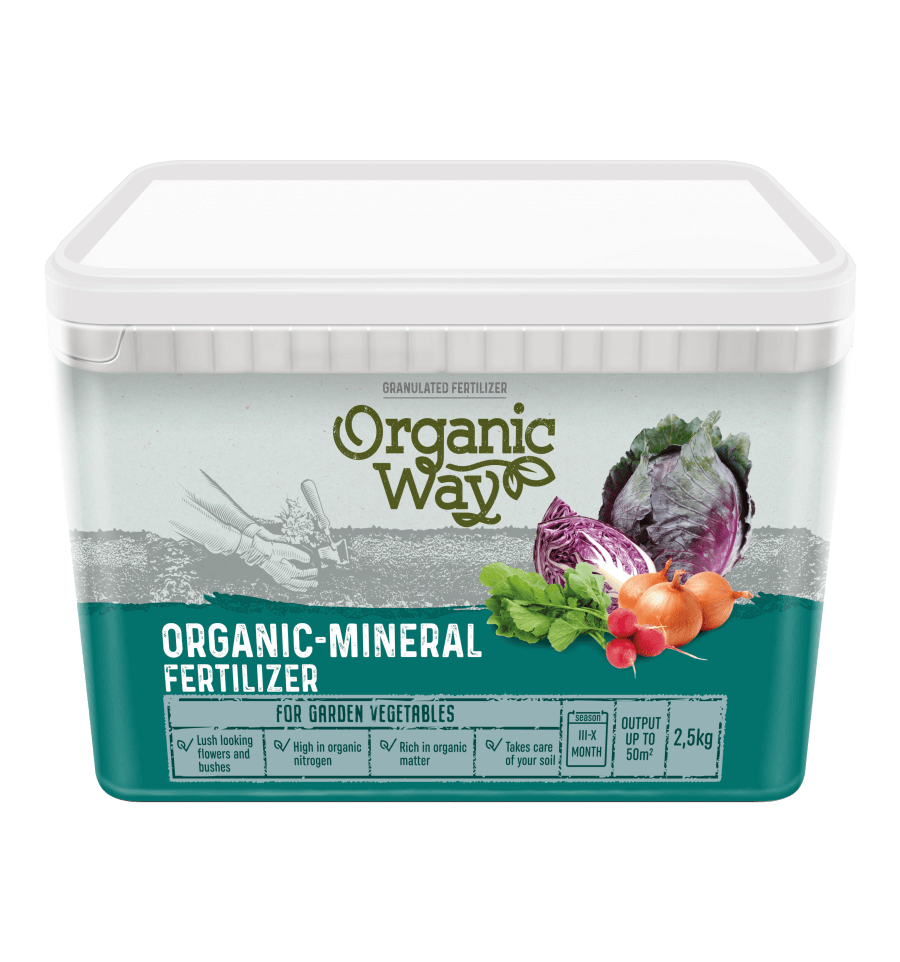 GRANULATED FERTILIZER
Organic
Way
ORGANIC-MINERAL
FERTILIZER
FOR GARDEN VEGETABLES
Lush looking
flowers and
bushes
High in organic
nitrogen
Rich in organic
matter
Takes care
of your soil
season
III-X
MONTH
OUTPUT
UP TO
50m²
2,5kg